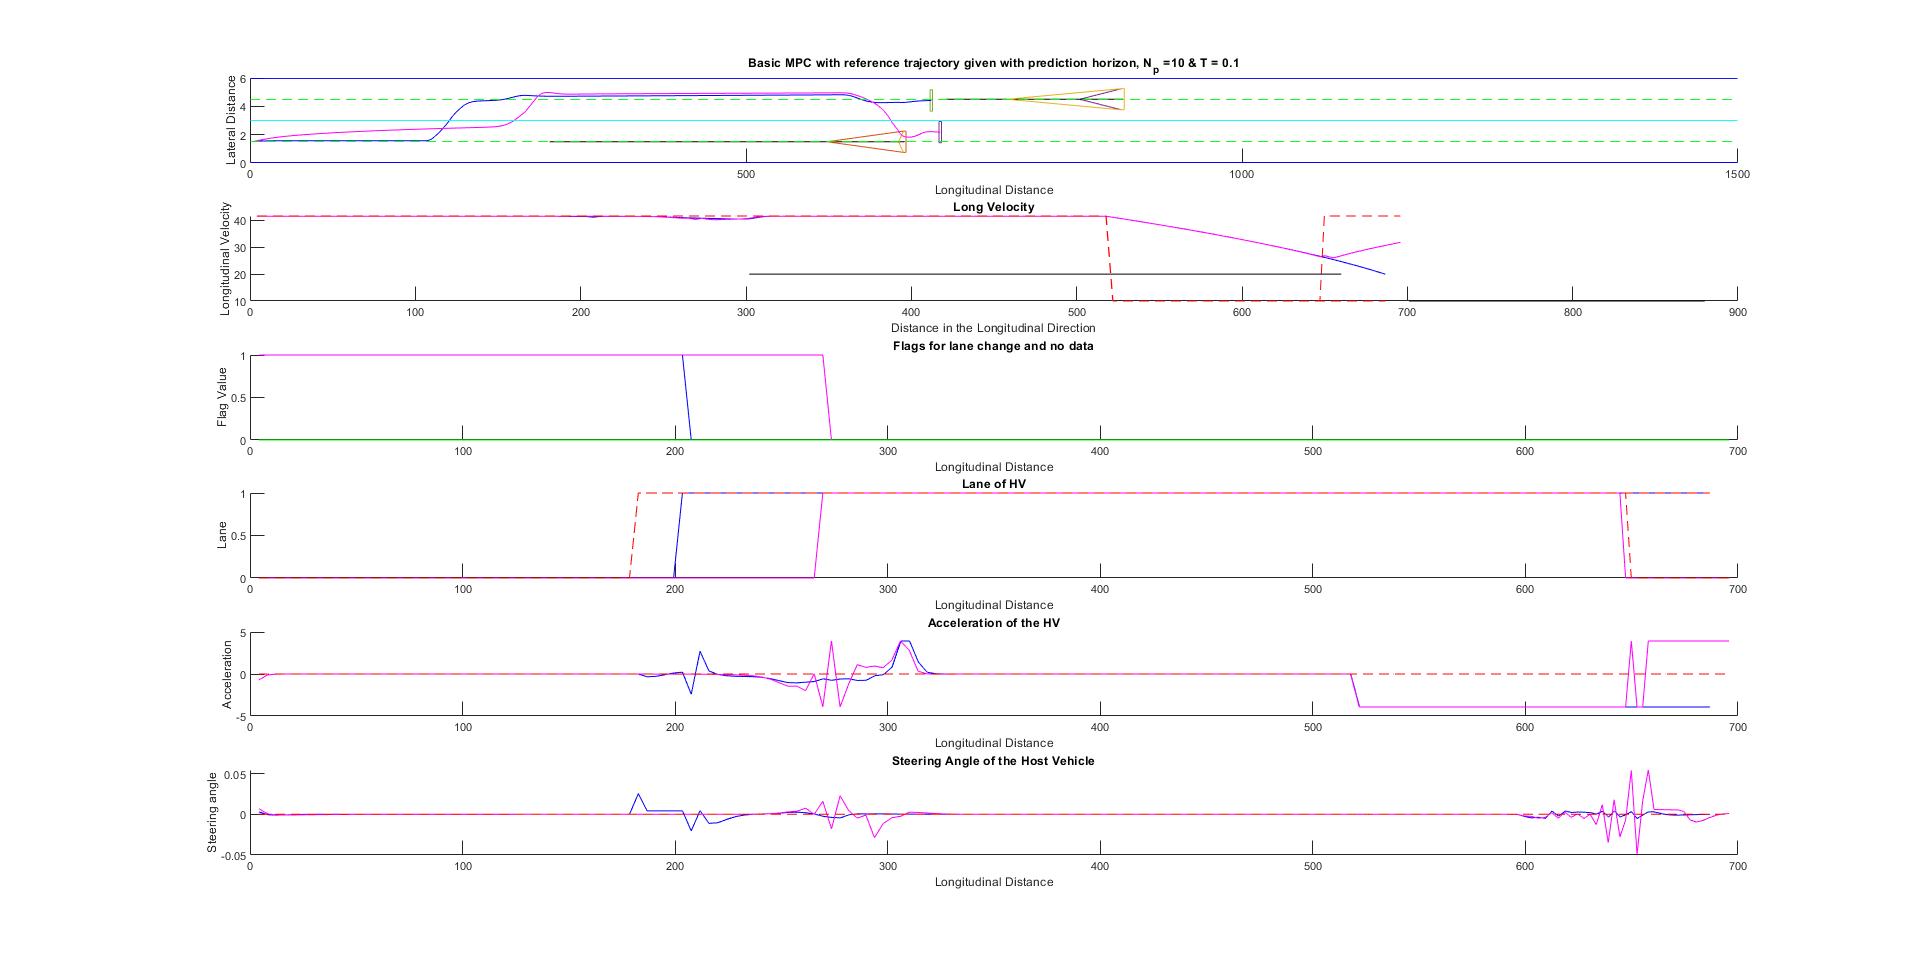 Basic MPC with reference trajectory given with prediction horizon, Np =10 & T = 0.1
Lateral Distance
6
4
2
0
0 500 1000 1500
Longitudinal Distance
Long Velocity
Longitudinal Velocity
40
30
20
10
0 100 200 300 400 500 600 700 800 900
Distance in the Longitudinal Direction
Flags for lane change and no data
Flag Value
1
0.5
0
0 100 200 300 400 500 600 700
Longitudinal Distance
Lane of HV
Lane
1
0.5
0
0 100 200 300 400 500 600 700
Longitudinal Distance
Acceleration of the HV
Acceleration
5
0
-5
0 100 200 300 400 500 600 700
Longitudinal Distance
Steering Angle of the Host Vehicle
Steering angle
0.05
0
-0.05
0 100 200 300 400 500 600 700
Longitudinal Distance